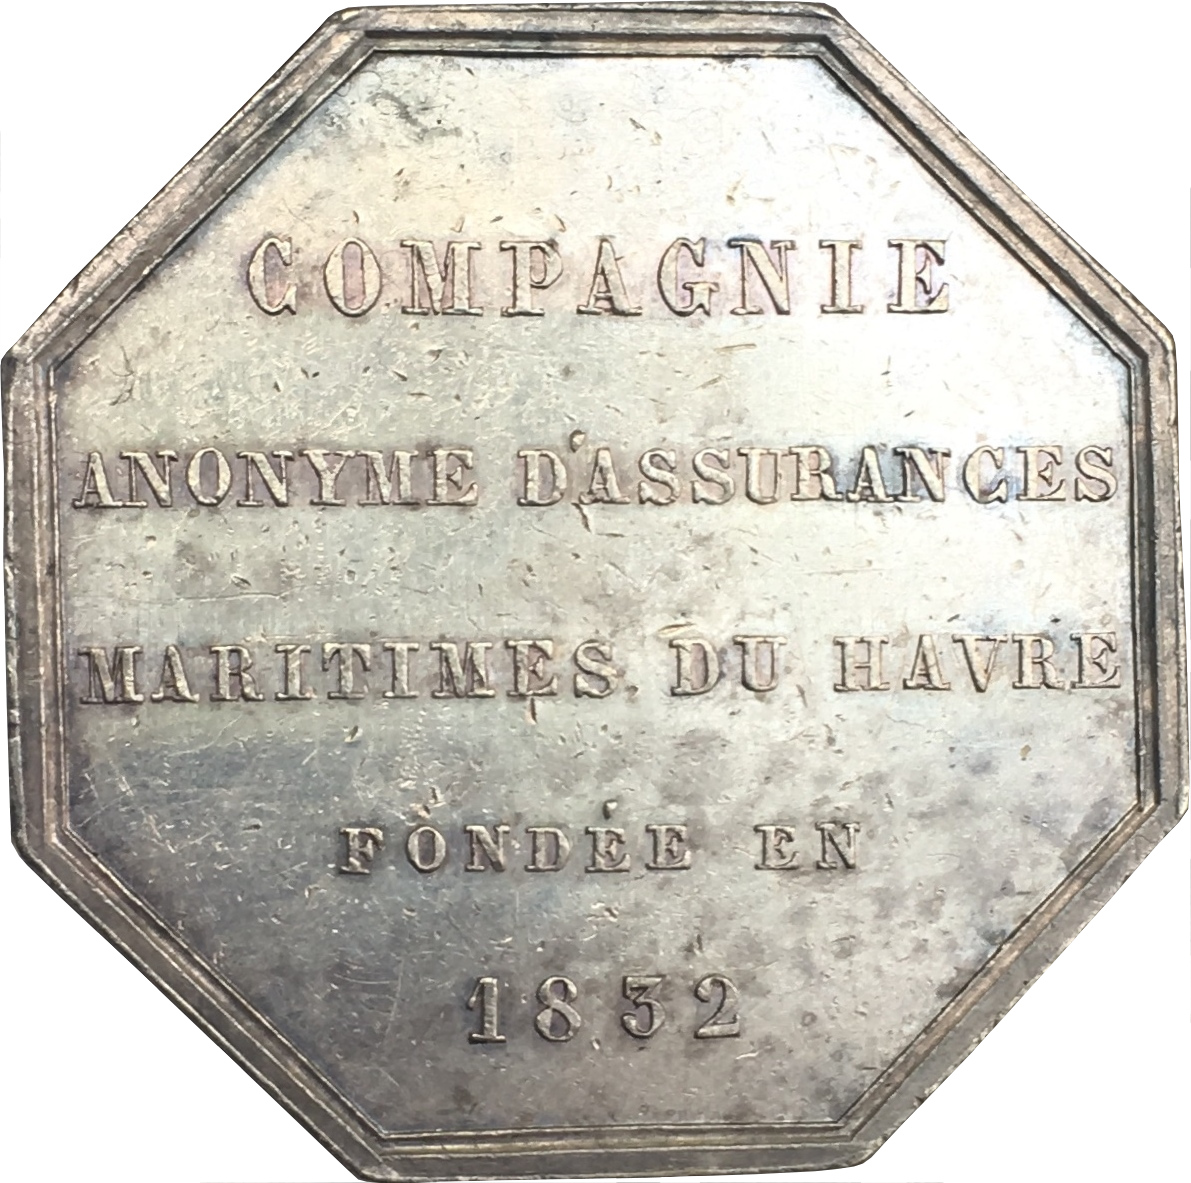 COMPAGNIE
ANONYME D'ASSURANCES
MARITIMES DU HAVRE
FONDÉE EN
1832